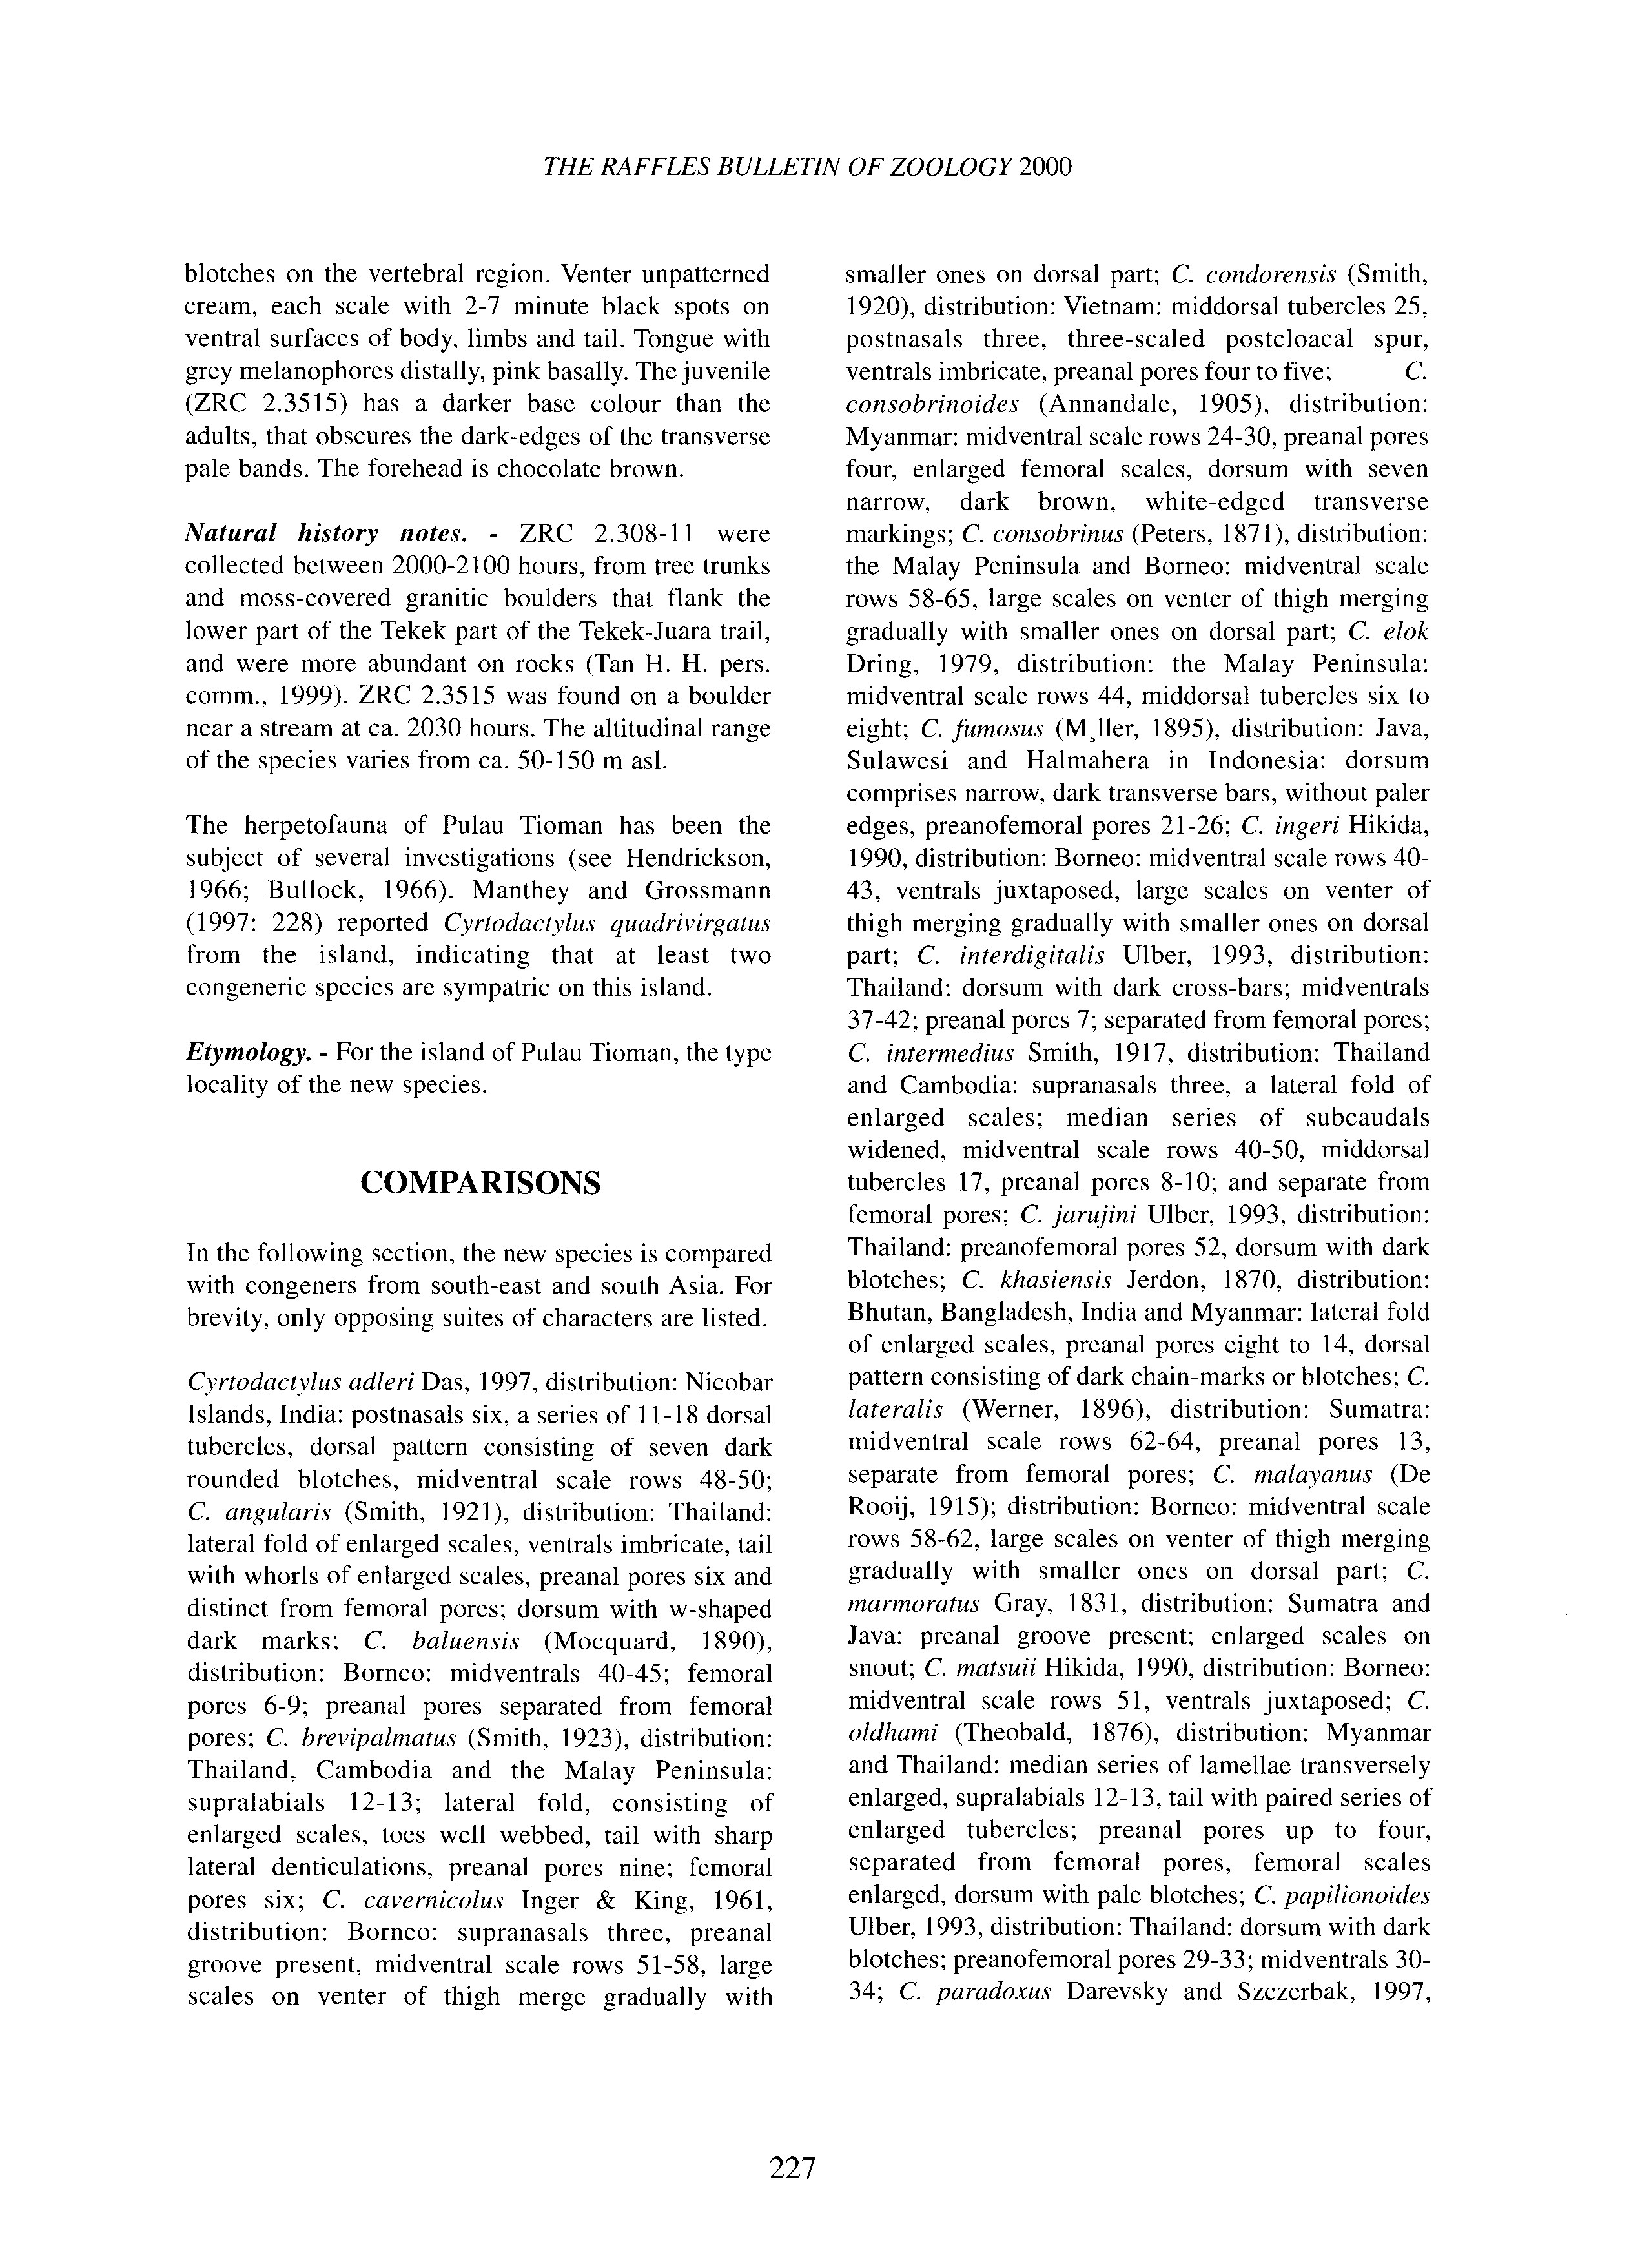 THE RAFFLES BULLETIN OF ZOOLOGY 2000
blotches on the vertebral region. Venter unpatterned
cream, each scale with 2-7 minute black spots on
ventral surfaces of body, limbs and tail. Tongue with
grey melanophores distally, pink basally. The juvenile
(ZRC 2.3515) has a darker base colour than the
adults, that obscures the dark-edges of the transverse
pale bands. The forehead is chocolate brown.
Natural history notes. - ZRC 2.308-11 were
collected between 2000-2100 hours, from tree trunks
and moss-covered granitic boulders that flank the
lower part of the Tekek part of the Tekek-Juara trail,
and were more abundant on rocks (Tan H. H. pers.
comm., 1999). ZRC 2.3515 was found on a boulder
near a stream at ca. 2030 hours. The altitudinal range
of the species varies from ca. 50-150 m asl.
The herpetofauna of Pulau Tioman has been the
subject of several investigations (see Hendrickson,
1966; Bullock, 1966). Manthey and Grossmann
(1997: 228) reported Cyrtodactylus quadrivirgatus
from the island, indicating that at least two
congeneric species are sympatric on this island.
Etymology. - For the island of Pulau Tioman, the type
locality of the new species.
COMPARISONS
In the following section, the new species is compared
with congeners from south-east and south Asia. For
brevity, only opposing suites of characters are listed.
Cyrtodactylus adleri Das, 1997, distribution: Nicobar
Islands, India: postnasals six, a series of 11-18 dorsal
tubercles, dorsal pattern consisting of seven dark
rounded blotches, midventral scale rows 48-50;
C. angularis (Smith, 1921), distribution: Thailand:
lateral fold of enlarged scales, ventrals imbricate, tail
with whorls of enlarged scales, preanal pores six and
distinct from femoral pores; dorsum with w-shaped
dark marks; C. baluensis (Mocquard, 1890),
distribution: Borneo: midventrals 40-45; femoral
pores 6-9; preanal pores separated from femoral
pores; C. brevipalmatus (Smith, 1923), distribution:
Thailand, Cambodia and the Malay Peninsula:
supralabials 12-13; lateral fold, consisting of
enlarged scales, toes well webbed, tail with sharp
lateral denticulations, preanal pores nine; femoral
pores six; C. cavernicolus Inger & King, 1961,
distribution: Borneo: supranasals three, preanal
groove present, midventral scale rows 51-58, large
scales on venter of thigh merge gradually with
smaller ones on dorsal part; C. condorensis (Smith,
1920), distribution: Vietnam: middorsal tubercles 25,
postnasals three, three-scaled postcloacal spur,
ventrals imbricate, preanal pores four to five; C.
consobrinoides (Annandale, 1905), distribution:
Myanmar: midventral scale rows 24-30, preanal pores
four, enlarged femoral scales, dorsum with seven
narrow, dark brown, white-edged transverse
markings; C. consobrinus (Peters, 1871), distribution:
the Malay Peninsula and Borneo: midventral scale
rows 58-65, large scales on venter of thigh merging
gradually with smaller ones on dorsal part; C. elok
Dring, 1979, distribution: the Malay Peninsula:
midventral scale rows 44, middorsal tubercles six to
eight; C. fumosus (M¸ller, 1895), distribution: Java,
Sulawesi and Halmahera in Indonesia: dorsum
comprises narrow, dark transverse bars, without paler
edges, preanofemoral pores 21-26; C. ingeri Hikida,
1990, distribution: Borneo: midventral scale rows 40-
43, ventrals juxtaposed, large scales on venter of
thigh merging gradually with smaller ones on dorsal
part; C. interdigitalis Ulber, 1993, distribution:
Thailand: dorsum with dark cross-bars; midventrals
37-42; preanal pores 7; separated from femoral pores;
C. intermedius Smith, 1917, distribution: Thailand
and Cambodia: supranasals three, a lateral fold of
enlarged scales; median series of subcaudals
widened, midventral scale rows 40-50, middorsal
tubercles 17, preanal pores 8-10; and separate from
femoral pores; C. jarujini Ulber, 1993, distribution:
Thailand: preanofemoral pores 52, dorsum with dark
blotches; C. khasiensis Jerdon, 1870, distribution:
Bhutan, Bangladesh, India and Myanmar: lateral fold
of enlarged scales, preanal pores eight to 14, dorsal
pattern consisting of dark chain-marks or blotches; C.
lateralis (Werner, 1896), distribution: Sumatra:
midventral scale rows 62-64, preanal pores 13,
separate from femoral pores; C. malayanus (De
Rooij, 1915); distribution: Borneo: midventral scale
rows 58-62, large scales on venter of thigh merging
gradually with smaller ones on dorsal part; C.
marmoratus Gray, 1831, distribution: Sumatra and
Java: preanal groove present; enlarged scales on
snout; C. matsuii Hikida, 1990, distribution: Borneo:
midventral scale rows 51, ventrals juxtaposed; C.
oldhami (Theobald, 1876), distribution: Myanmar
and Thailand: median series of lamellae transversely
enlarged, supralabials 12-13, tail with paired series of
enlarged tubercles; preanal pores up to four,
separated from femoral pores, femoral scales
enlarged, dorsum with pale blotches; C. papilionoides
Ulber, 1993, distribution: Thailand: dorsum with dark
blotches; preanofemoral pores 29-33; midventrals 30-
34; C. paradoxus Darevsky and Szczerbak, 1997,
227